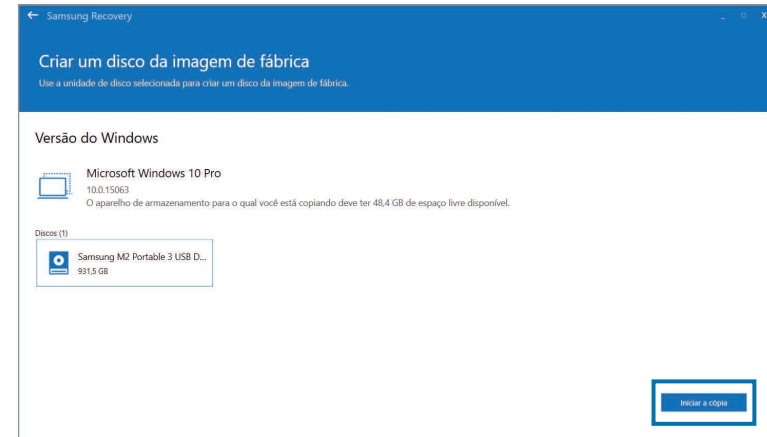 Samsung Recovery
Criar um disco da imagem de fábrica
Use a unidade de disco selecionada para criar um disco da imagem de fábrica.
Versão do Windows
Microsoft Windows 10 Pro
10.0.15063
O aparelho de armazenamento para o qual você está copiando deve ter 48,4 GB de espaço livre disponível.
Discos (1)
Samsung M2 Portable 3 USB D...
931,5 GB
Iniciar a cópia